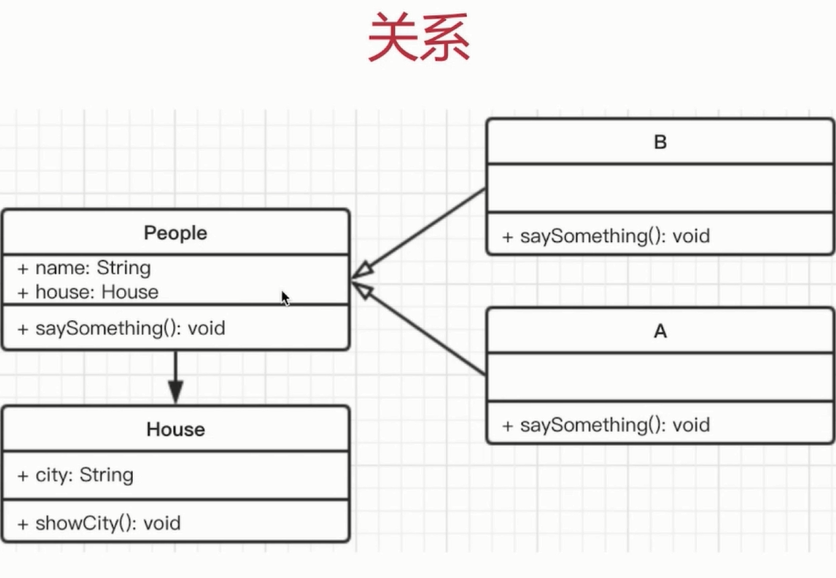 关系
B
+ saySomething(): void
People
+ name: String
+ house: House
+ saySomething(): void
A
+ saySomething(): void
House
+ city: String
+ showCity(): void